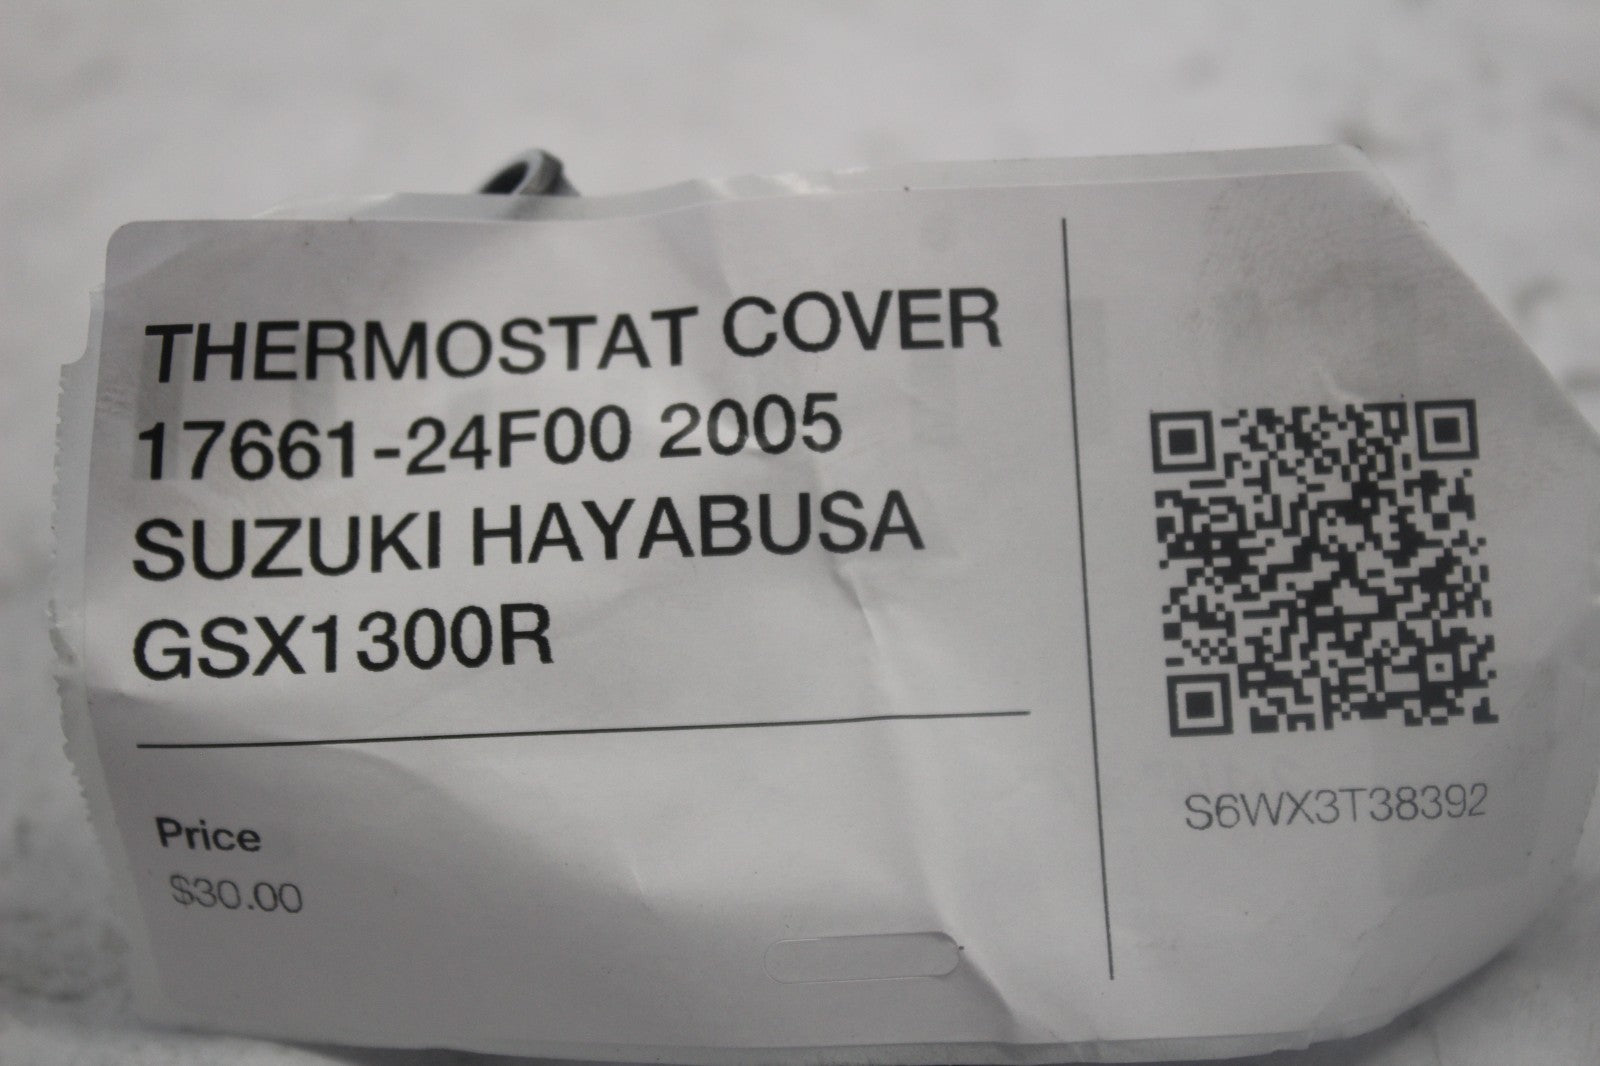 THERMOSTAT COVER
17661-24F00 2005
SUZUKI HAYABUSA
GSX1300R
Price
$30.00
S6WX3T38392